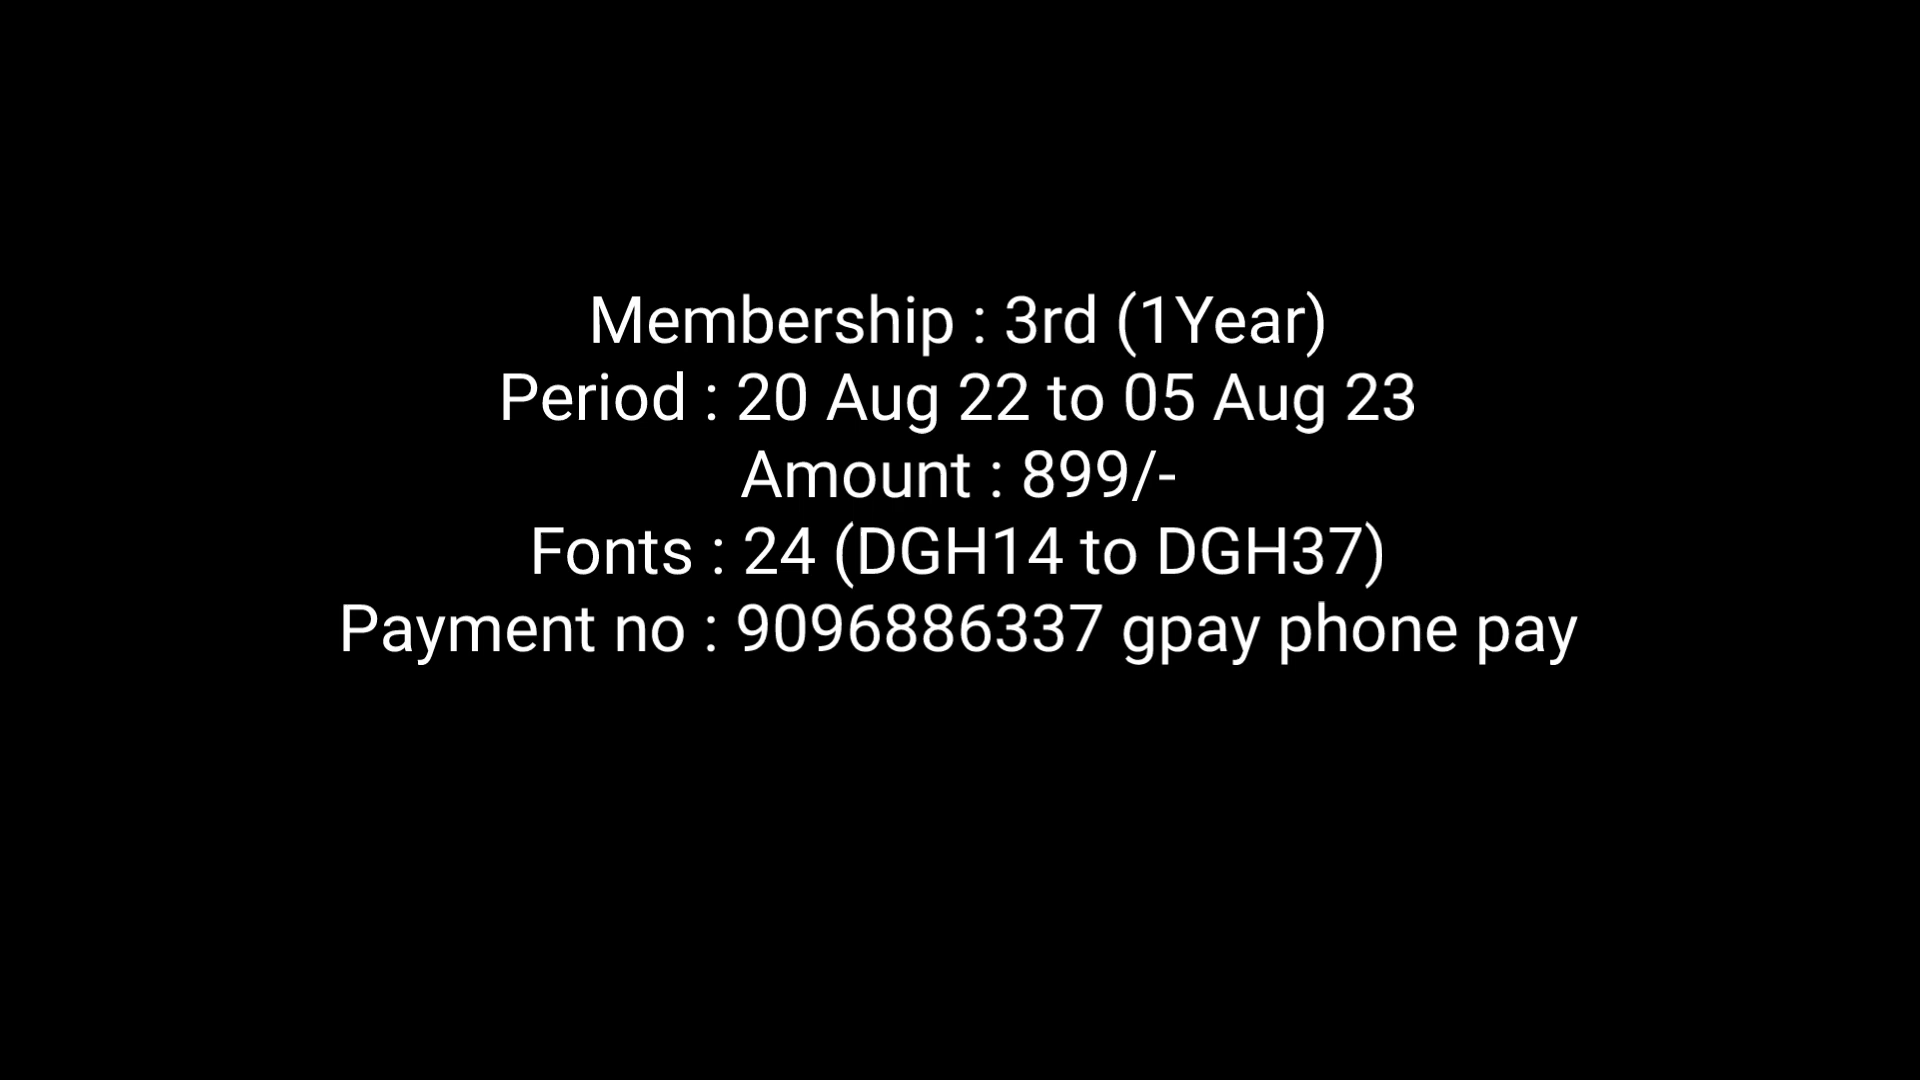 Membership : 3rd (1Year)
Period : 20 Aug 22 to 05 Aug 23
Amount : 899/-
Fonts : 24 (DGH14 to DGH37)
Payment no : 9096886337 gpay phone pay